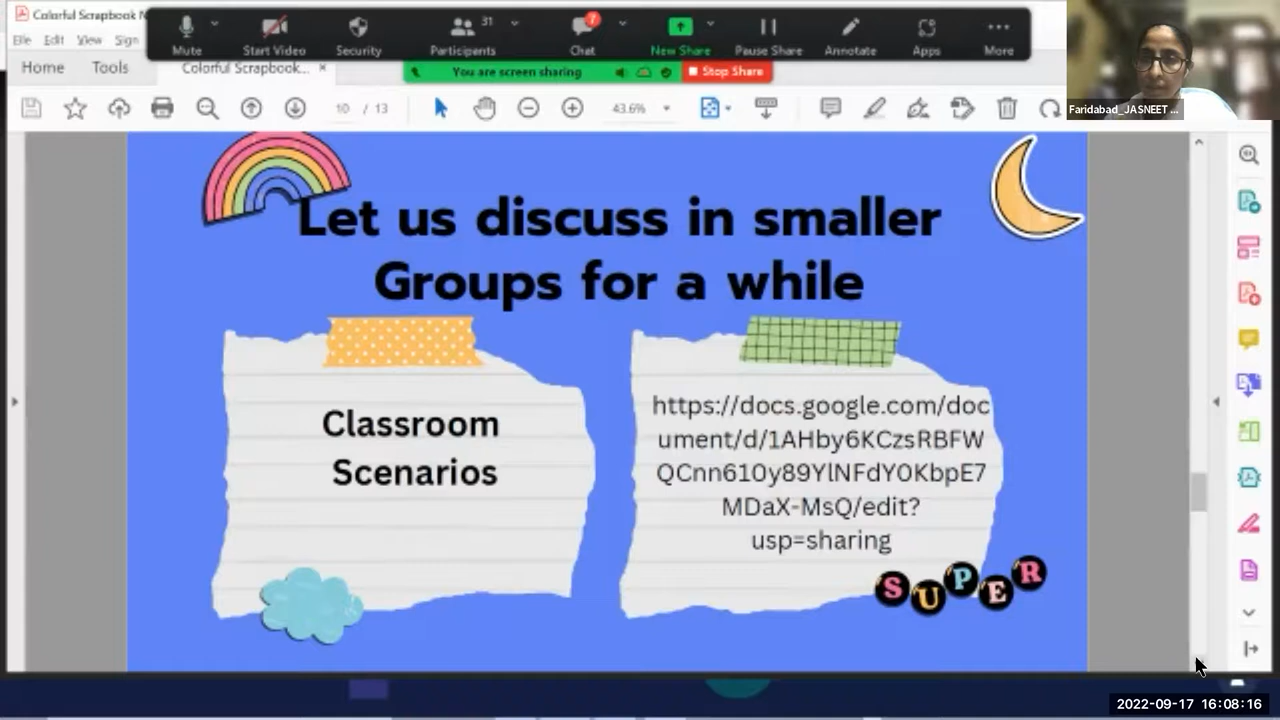 Colorful Scrapbook N
File Edit View Sign
Mute
Start Video
Security
Participants
31
Chat
7
New Share
Pause Share
Annotate
Apps
More
You are screen sharing
Stop Share
Home
Tools
Colorful Scrapbook... ×
10 / 13
43.6%
Faridabad_JASNEET ...
Let us discuss in smaller
Groups for a while
Classroom
Scenarios
https://docs.google.com/doc
ument/d/1AHby6KCzsRBFW
QCnn61Oy89YlNFdY0KbpE7
MDaX-MsQ/edit?
usp=sharing
SUPER
2022-09-17 16:08:16